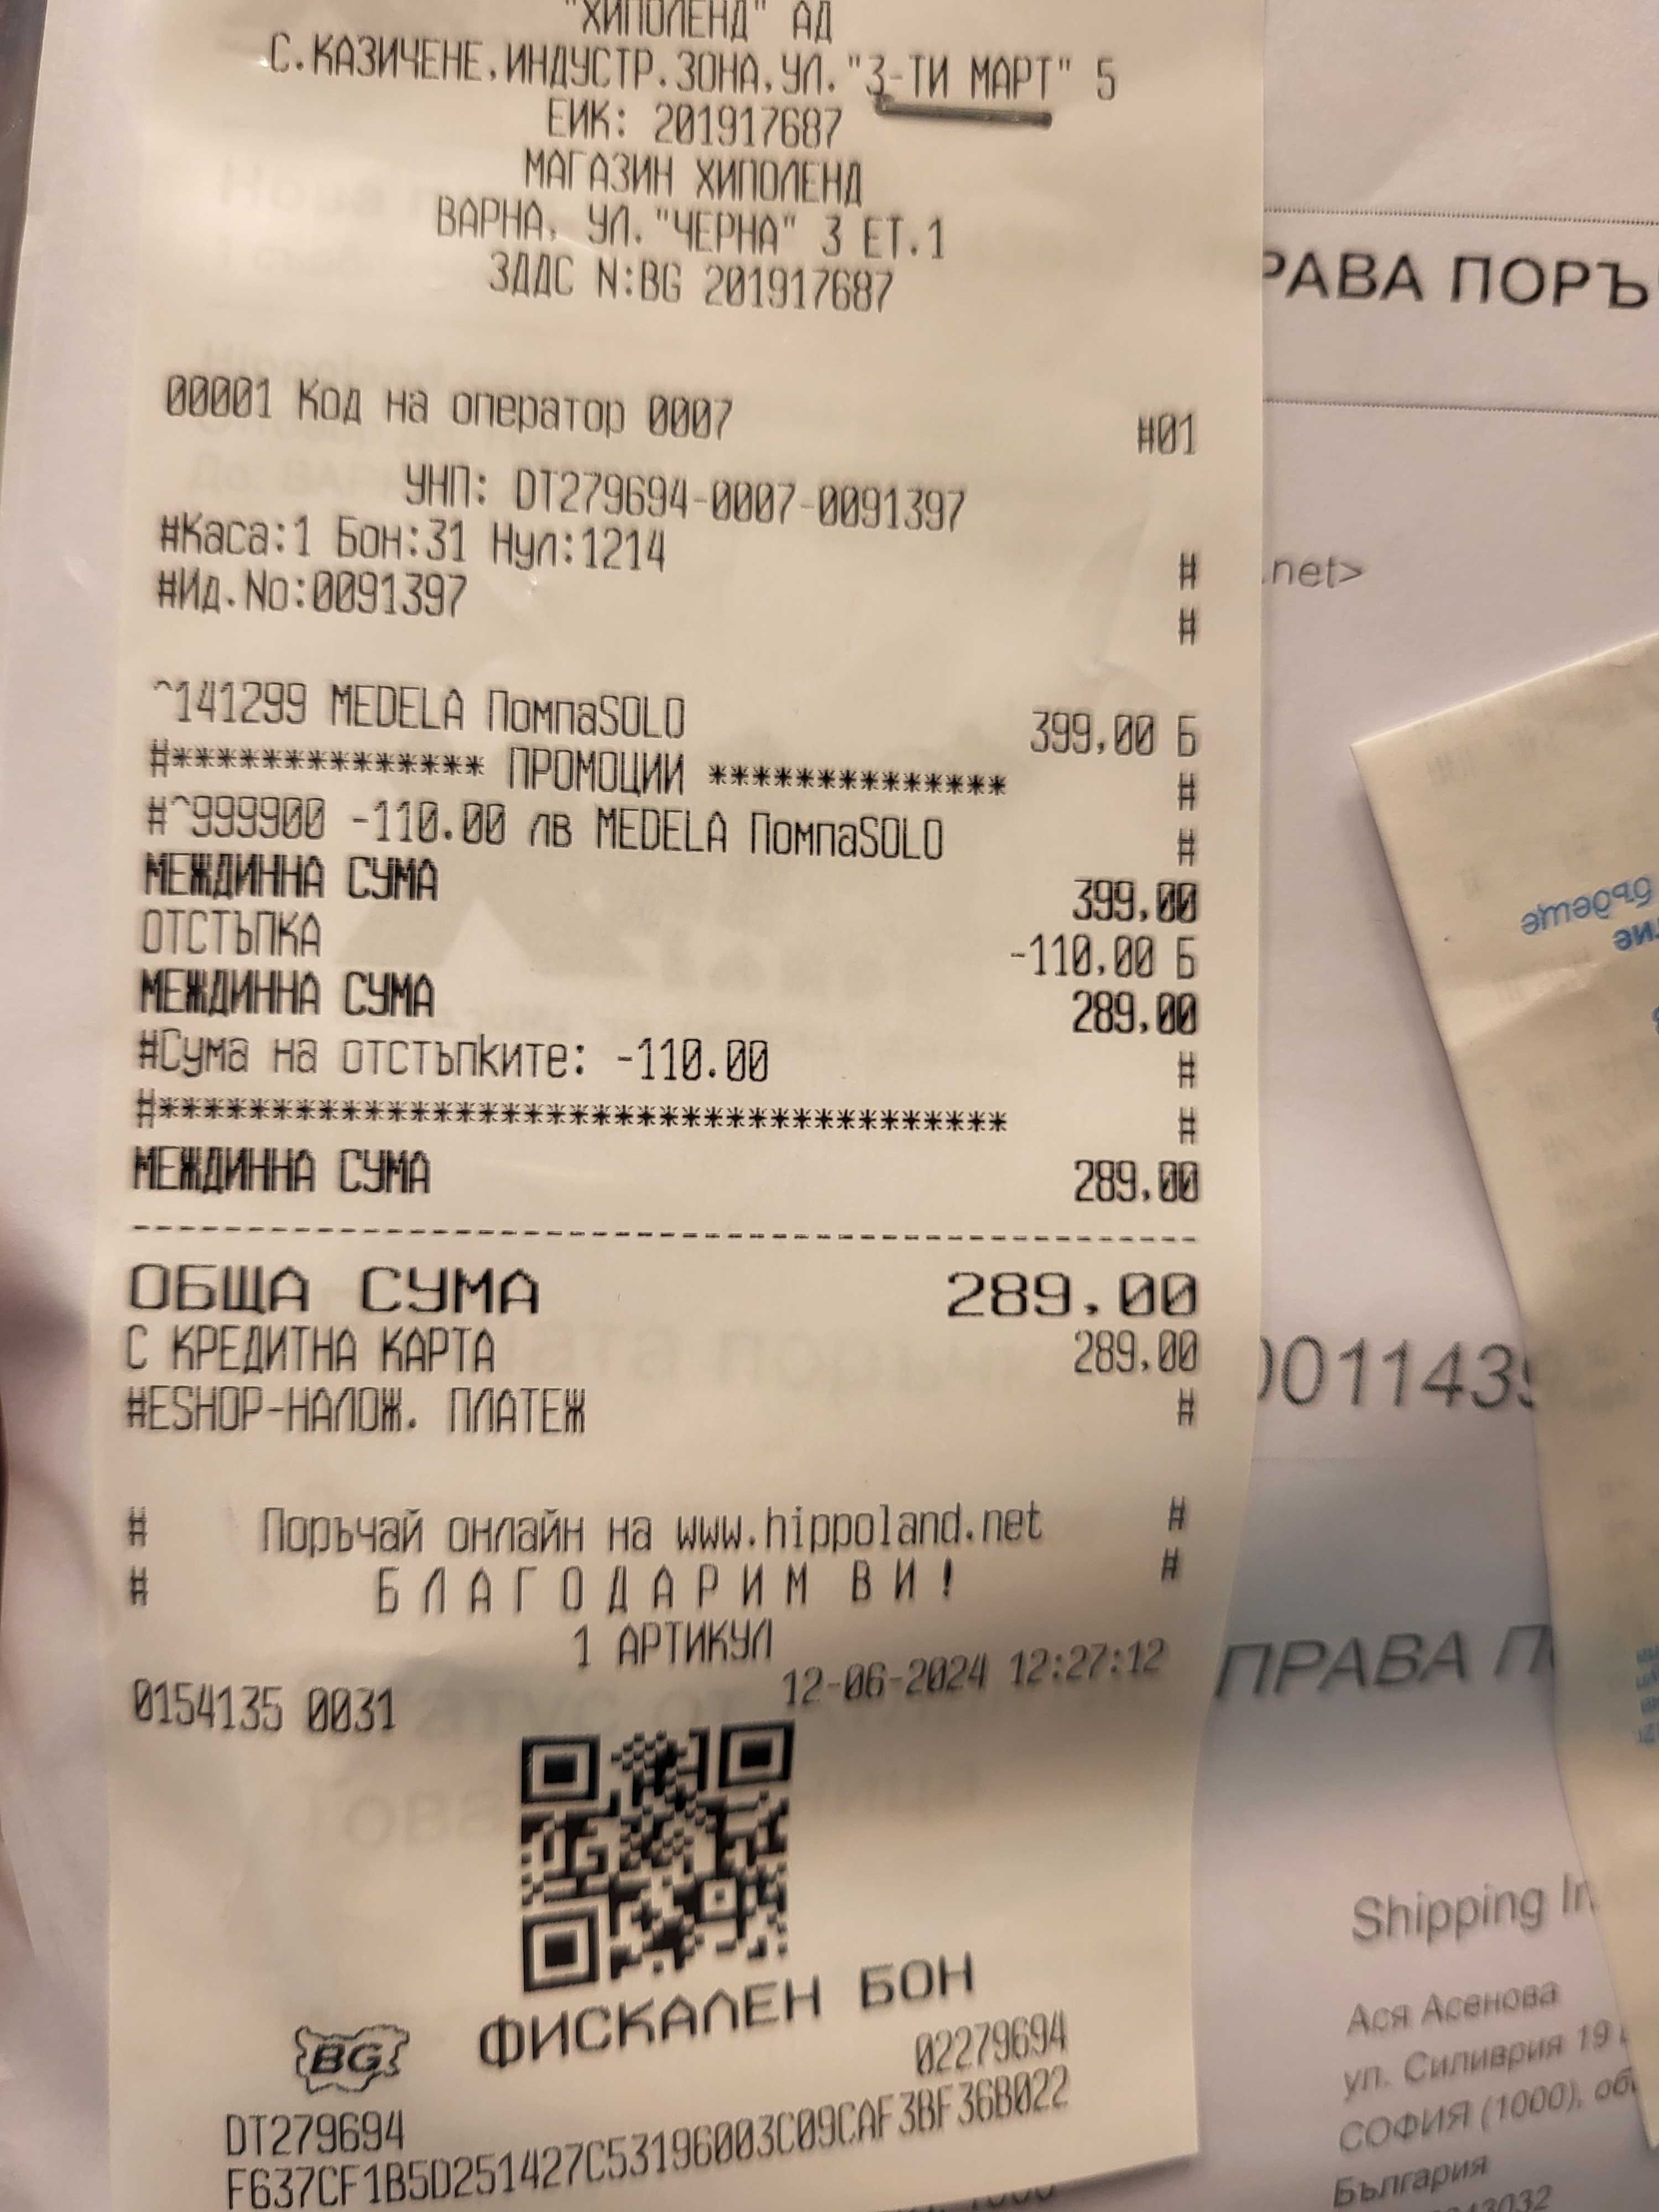 "ХИПОЛЕНД" АД
С.КАЗИЧЕНЕ,ИНДУСТР.ЗОНА,УЛ."3-ТИ МАРТ" 5
ЕИК: 201917687
МАГАЗИН ХИПОЛЕНД
ВАРНА, УЛ."ЧЕРНА" 3 ЕТ.1
ЗДДС N:BG 201917687
00001 Код на оператор 0007 #01
УНП: DT279694-0007-0091397
#Каса:1 Бон:31 Нул:1214 #
#Ид.No:0091397 #
^141299 MEDELA ПомпаSOLO 399,00 Б
#************** ПРОМОЦИИ ************** #
#^999900 -110.00 лв MEDELA ПомпаSOLO #
МЕЖДИННА СУМА 399,00
ОТСТЪПКА -110,00 Б
МЕЖДИННА СУМА 289,00
#Сума на отстъпките: -110.00 #
#************************************** #
МЕЖДИННА СУМА 289,00
----------------------------------------
ОБЩА СУМА 289,00
С КРЕДИТНА КАРТА 289,00
#ESHOP-НАЛОЖ. ПЛАТЕЖ #
# Поръчай онлайн на www.hippoland.net #
# Б Л А Г О Д А Р И М ВИ! #
1 АРТИКУЛ
0154135 0031 12-06-2024 12:27:12
BG ФИСКАЛЕН БОН
DT279694 02279694
F637CF1B5D251427C53196003C09CAF3BF36B022
РАВА ПОРЪ
.net>
001143
ПРАВА П
Shipping In
Ася Асенова
ул. Силиврия 19
СОФИЯ (1000), об
България
бъдеще